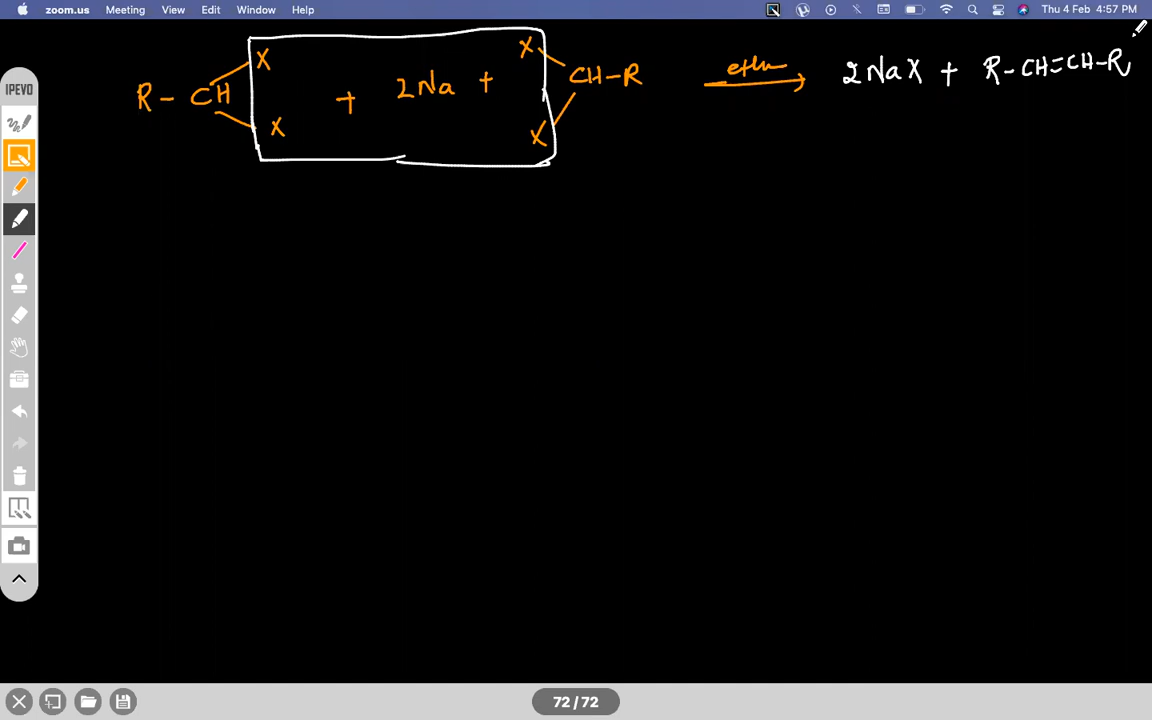 zoom.us Meeting View Edit Window Help Thu 4 Feb 4:57 PM
IPEVO
R - CH X X + 2Na + X X CH-R ether 2NaX + R-CH=CH-R
72/72